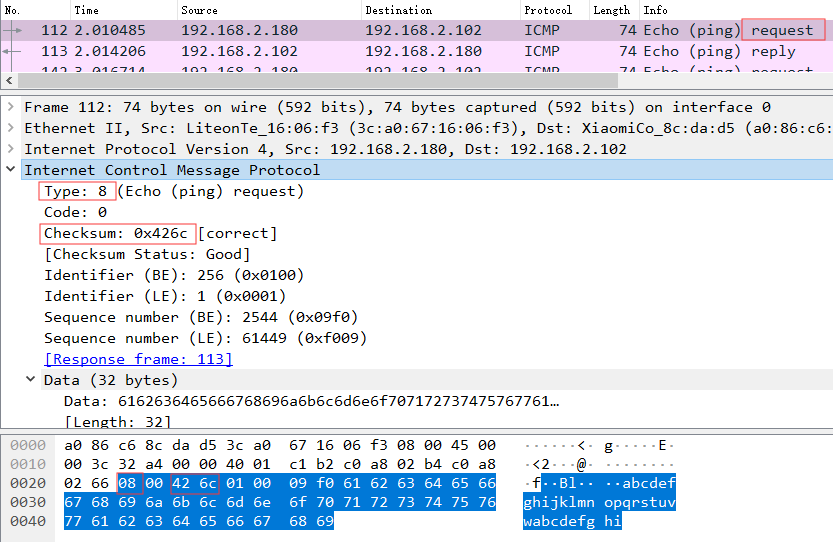 No. Time Source Destination Protocol Length Info
112 2.010485 192.168.2.180 192.168.2.102 ICMP 74 Echo (ping) request
113 2.014206 192.168.2.102 192.168.2.180 ICMP 74 Echo (ping) reply
142 3.016714 192.168.2.180 192.168.2.102 ICMP 74 Echo (ping) request
Frame 112: 74 bytes on wire (592 bits), 74 bytes captured (592 bits) on interface 0
Ethernet II, Src: LiteonTe_16:06:f3 (3c:a0:67:16:06:f3), Dst: XiaomiCo_8c:da:d5 (a0:86:c6:
Internet Protocol Version 4, Src: 192.168.2.180, Dst: 192.168.2.102
Internet Control Message Protocol
Type: 8 (Echo (ping) request)
Code: 0
Checksum: 0x426c [correct]
[Checksum Status: Good]
Identifier (BE): 256 (0x0100)
Identifier (LE): 1 (0x0001)
Sequence number (BE): 2544 (0x09f0)
Sequence number (LE): 61449 (0xf009)
[Response frame: 113]
Data (32 bytes)
Data: 6162636465666768696a6b6c6d6e6f707172737475767761…
[Length: 32]
0000 a0 86 c6 8c da d5 3c a0 67 16 06 f3 08 00 45 00 ······<· g·····E·
0010 00 3c 32 a4 00 00 40 01 c1 b2 c0 a8 02 b4 c0 a8 ·<2···@· ········
0020 02 66 08 00 42 6c 01 00 09 f0 61 62 63 64 65 66 ·f··Bl·· ··abcdef
0030 67 68 69 6a 6b 6c 6d 6e 6f 70 71 72 73 74 75 76 ghijklmn opqrstuv
0040 77 61 62 63 64 65 66 67 68 69 wabcdefg hi